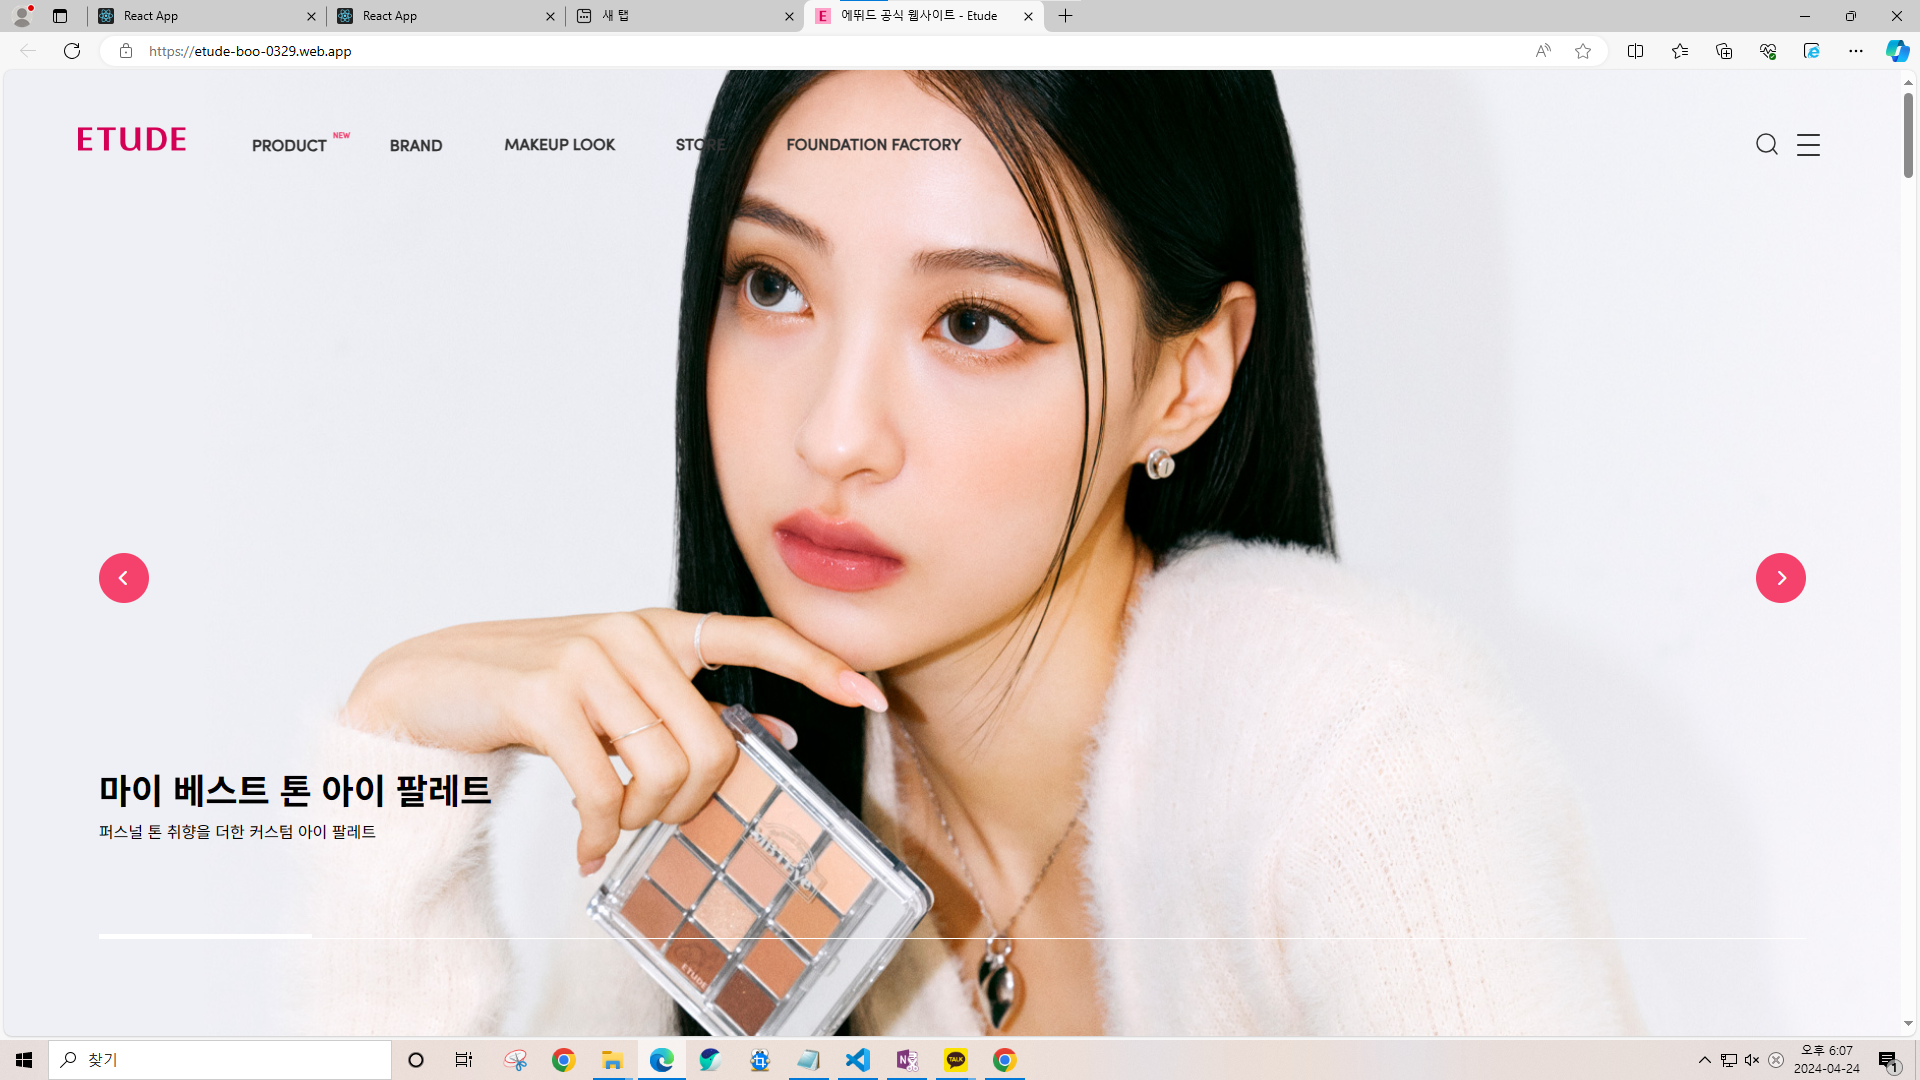 React App
React App
새 탭
에뛰드 공식 웹사이트 - Etude
https://etude-boo-0329.web.app
ETUDE
PRODUCT NEW
BRAND
MAKEUP LOOK
STORE
FOUNDATION FACTORY
마이 베스트 톤 아이 팔레트
퍼스널 톤 취향을 더한 커스텀 아이 팔레트
ETUDE
찾기
TALK
오후 6:07
2024-04-24
1